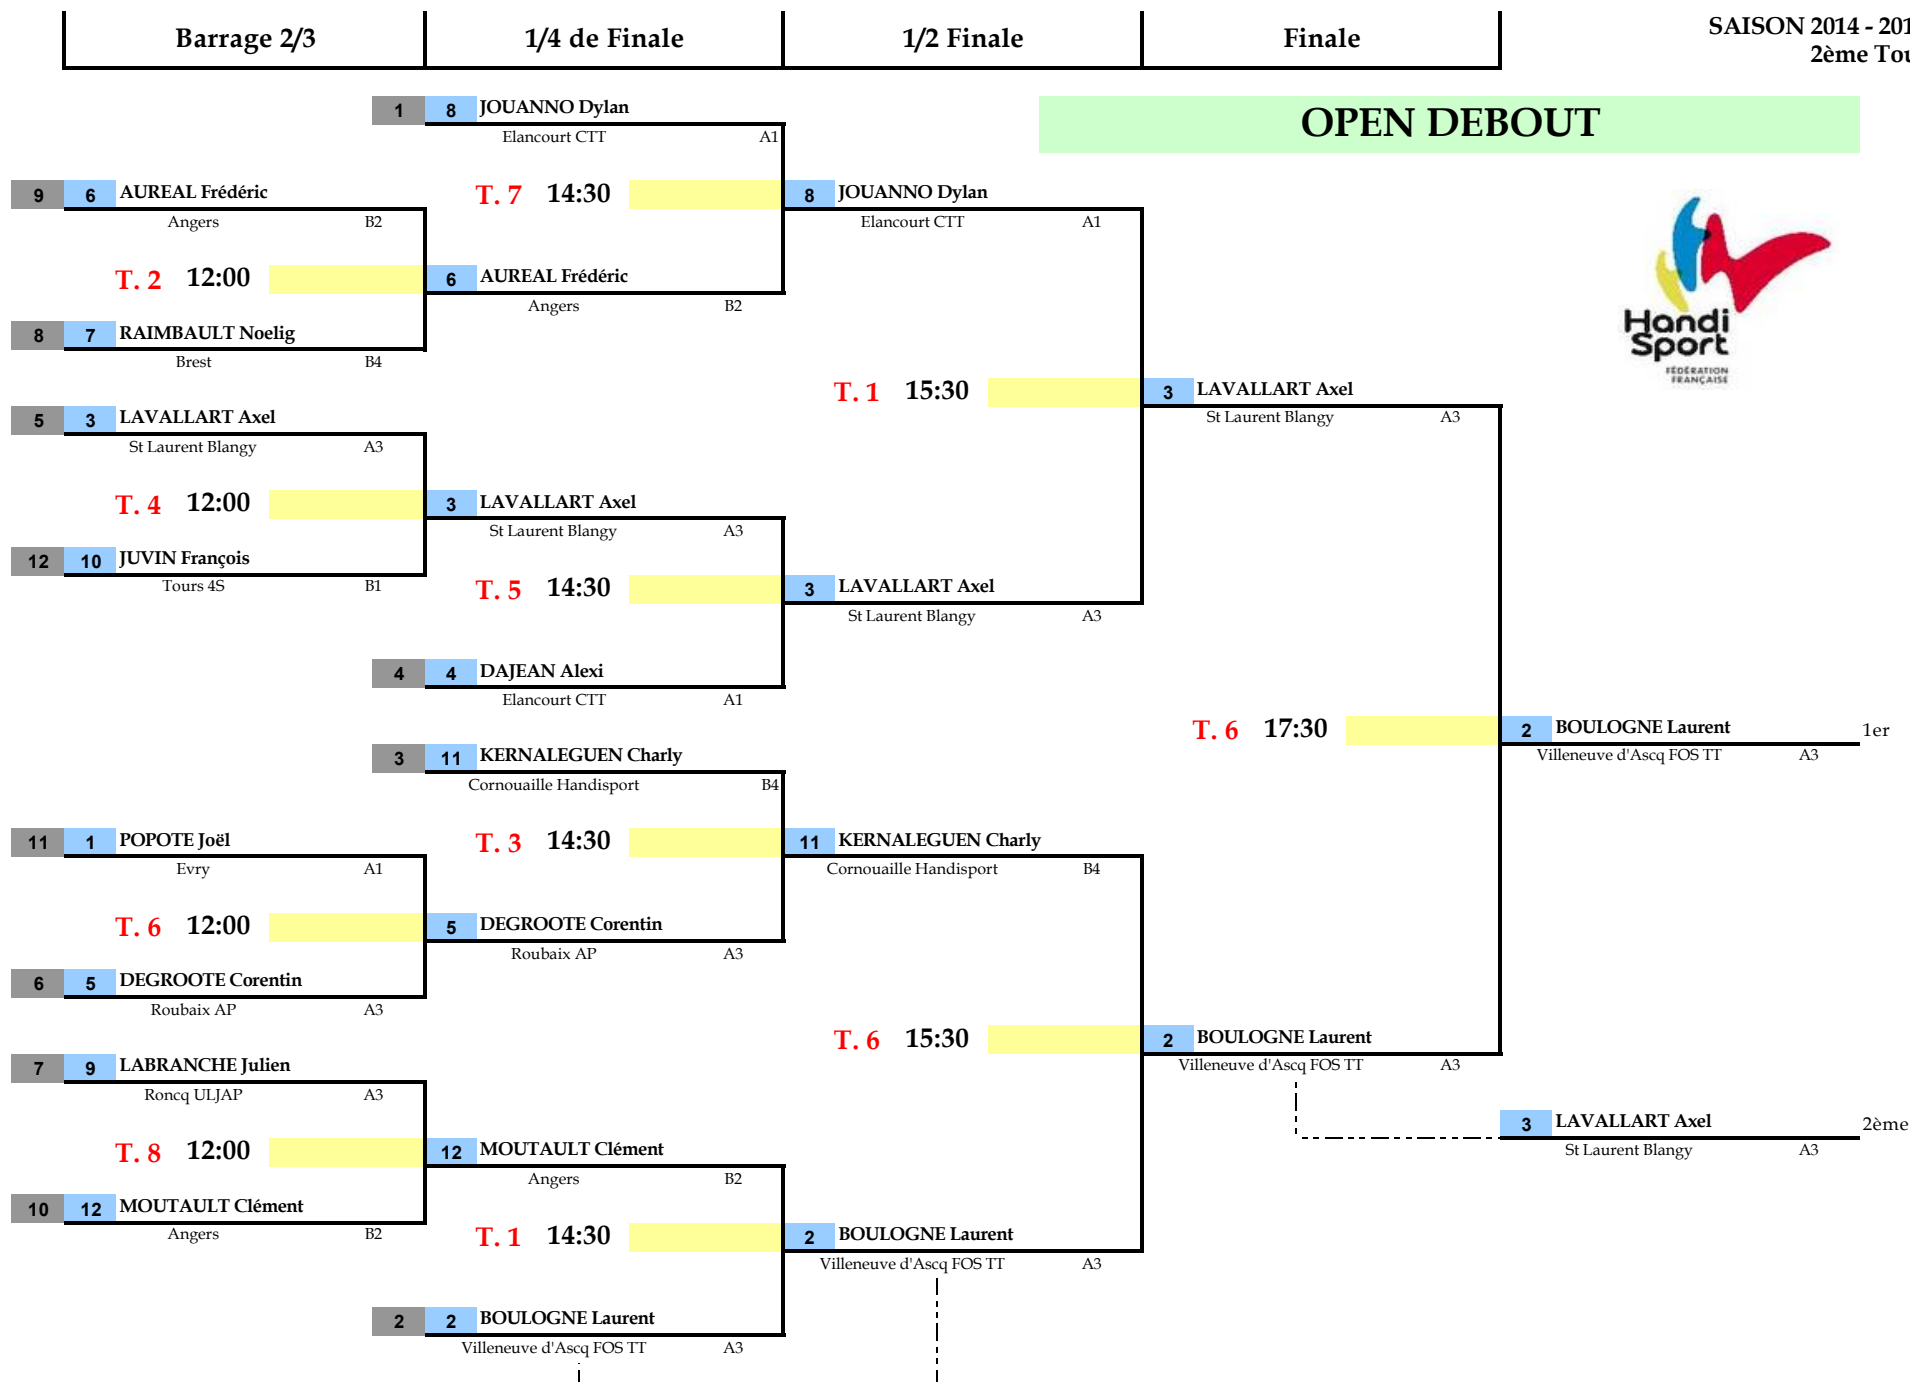 Barrage 2/3
1/4 de Finale
1/2 Finale
Finale
SAISON 2014 - 201
2ème Tou
OPEN DEBOUT
1 8 JOUANNO Dylan
Elancourt CTT A1
9 6 AUREAL Frédéric
Angers B2
T. 7 14:30
8 JOUANNO Dylan
Elancourt CTT A1
T. 2 12:00
6 AUREAL Frédéric
Angers B2
8 7 RAIMBAULT Noelig
Brest B4
Handi
Sport
FÉDÉRATION
FRANÇAISE
T. 1 15:30
3 LAVALLART Axel
St Laurent Blangy A3
5 3 LAVALLART Axel
St Laurent Blangy A3
T. 4 12:00
3 LAVALLART Axel
St Laurent Blangy A3
12 10 JUVIN François
Tours 4S B1
T. 5 14:30
3 LAVALLART Axel
St Laurent Blangy A3
4 4 DAJEAN Alexi
Elancourt CTT A1
T. 6 17:30
2 BOULOGNE Laurent 1er
Villeneuve d'Ascq FOS TT A3
3 11 KERNALEGUEN Charly
Cornouaille Handisport B4
11 1 POPOTE Joël
Evry A1
T. 3 14:30
11 KERNALEGUEN Charly
Cornouaille Handisport B4
T. 6 12:00
5 DEGROOTE Corentin
Roubaix AP A3
6 5 DEGROOTE Corentin
Roubaix AP A3
T. 6 15:30
2 BOULOGNE Laurent
Villeneuve d'Ascq FOS TT A3
7 9 LABRANCHE Julien
Roncq ULJAP A3
3 LAVALLART Axel 2ème
St Laurent Blangy A3
T. 8 12:00
12 MOUTAULT Clément
Angers B2
10 12 MOUTAULT Clément
Angers B2
T. 1 14:30
2 BOULOGNE Laurent
Villeneuve d'Ascq FOS TT A3
2 2 BOULOGNE Laurent
Villeneuve d'Ascq FOS TT A3